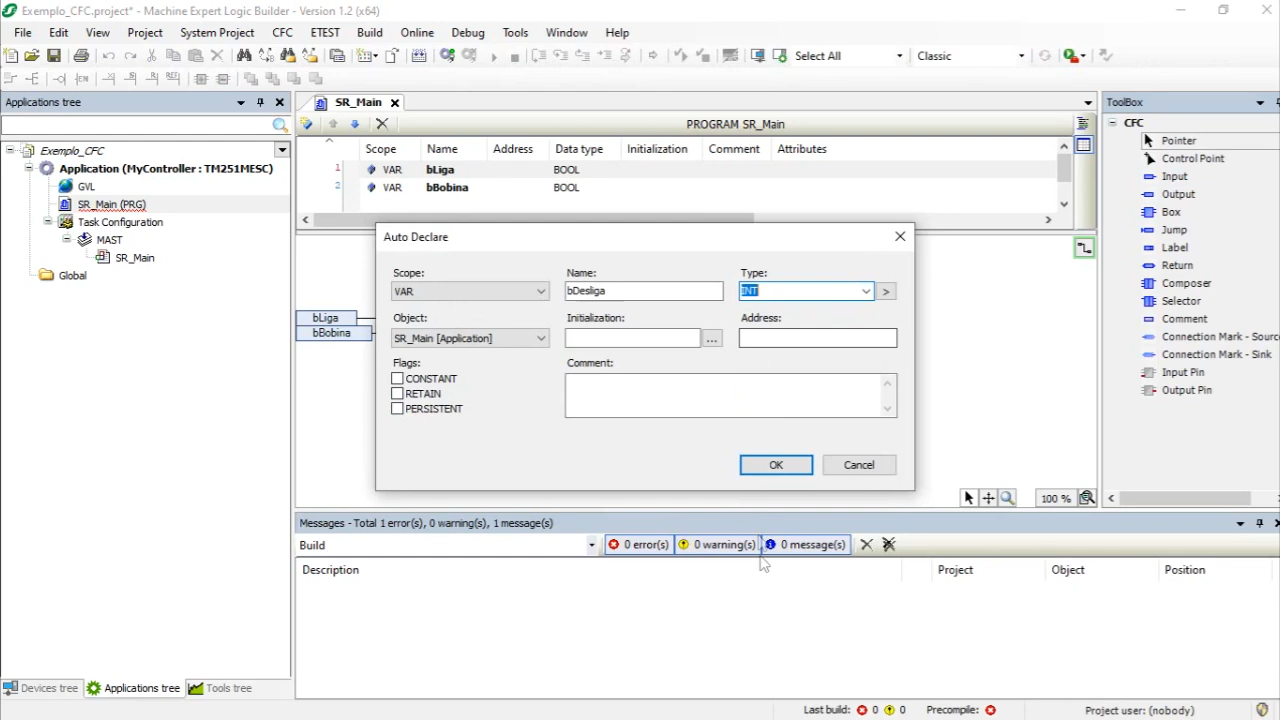 Exemplo_CFC.project* - Machine Expert Logic Builder - Version 1.2 (x64)
File Edit View Project System Project CFC ETEST Build Online Debug Tools Window Help
Select All Classic
Applications tree
SR_Main
ToolBox
PROGRAM SR_Main
CFC
Scope Name Address Data type Initialization Comment Attributes
1 VAR bLiga BOOL
2 VAR bBobina BOOL
Exemplo_CFC
Application (MyController : TM251MESC)
GVL
SR_Main (PRG)
Task Configuration
MAST
SR_Main
Global
Pointer
Control Point
Input
Output
Box
Jump
Label
Return
Composer
Selector
Comment
Connection Mark - Sourc
Connection Mark - Sink
Input Pin
Output Pin
bLiga
bBobina
Auto Declare
Scope: Name: Type:
VAR bDesliga INT >
Object: Initialization: Address:
SR_Main [Application] ...
Flags: Comment:
CONSTANT
RETAIN
PERSISTENT
OK Cancel
100 %
Messages - Total 1 error(s), 0 warning(s), 1 message(s)
Build 0 error(s) 0 warning(s) 0 message(s)
Description Project Object Position
Devices tree Applications tree Tools tree
Last build: 0 0 Precompile: Project user: (nobody)